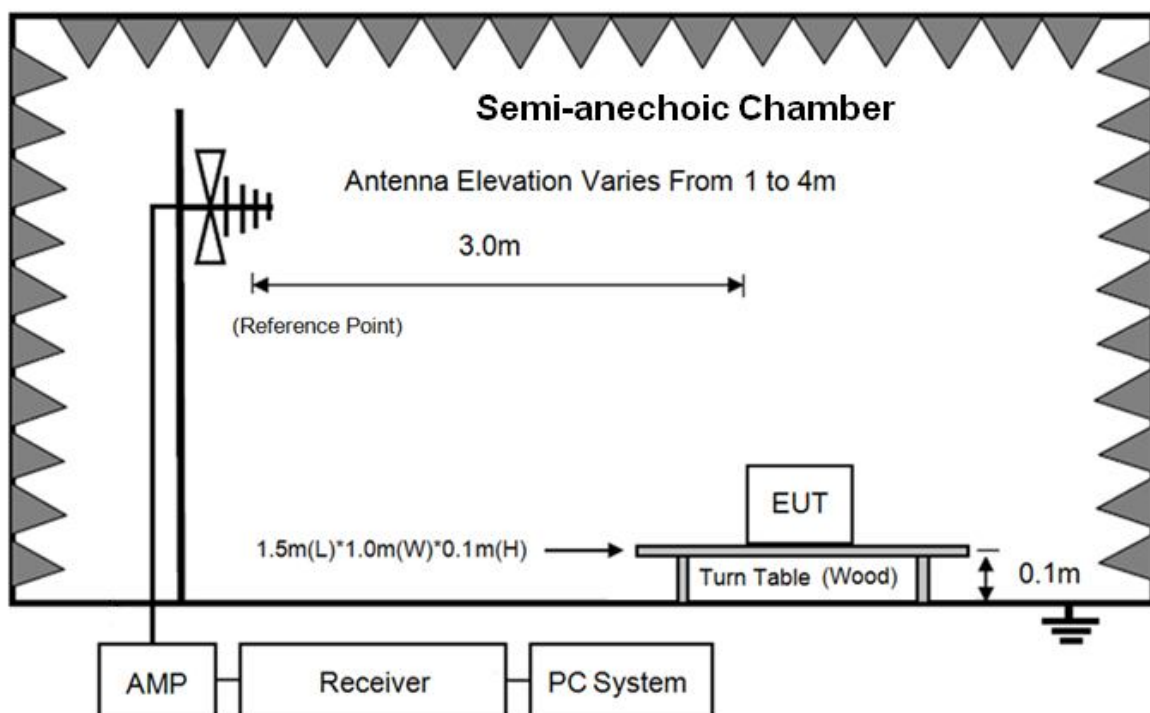 Semi-anechoic Chamber
Antenna Elevation Varies From 1 to 4m
3.0m
(Reference Point)
EUT
1.5m(L)*1.0m(W)*0.1m(H)
Turn Table (Wood)
0.1m
AMP
Receiver
PC System